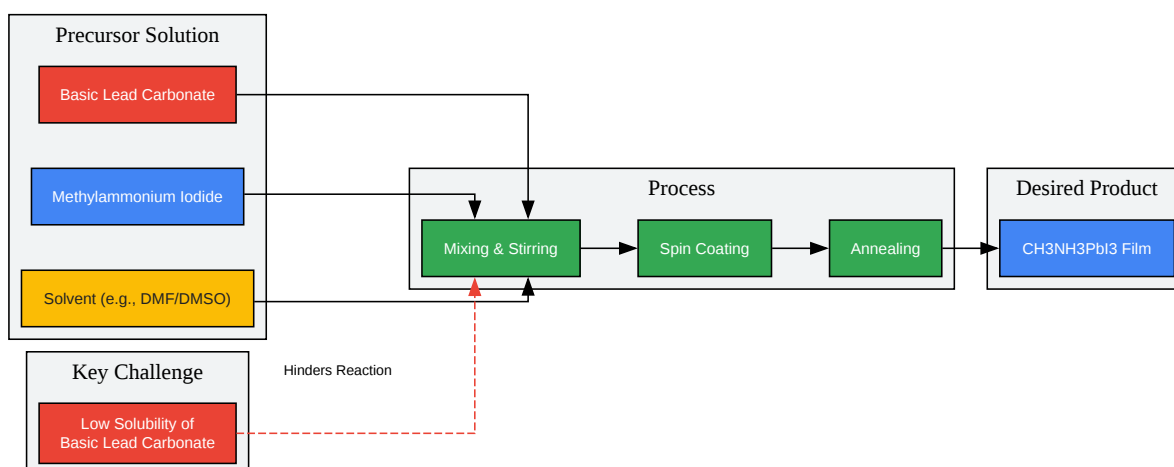 Precursor Solution
Basic Lead Carbonate
Methylammonium Iodide
Solvent (e.g., DMF/DMSO)
Process
Mixing & Stirring
Spin Coating
Annealing
Desired Product
CH3NH3PbI3 Film
Key Challenge
Low Solubility of
Basic Lead Carbonate
Hinders Reaction